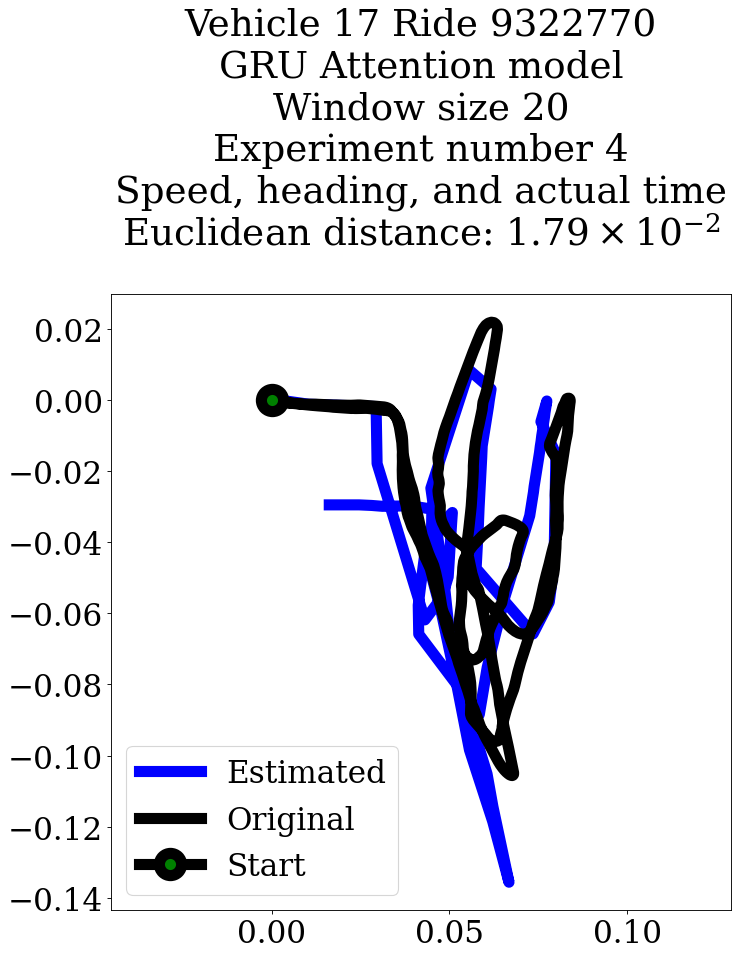 Vehicle 17 Ride 9322770
GRU Attention model
Window size 20
Experiment number 4
Speed, heading, and actual time
Euclidean distance: 1.79 × 10⁻²
0.02
0.00
−0.02
−0.04
−0.06
−0.08
−0.10
−0.12
−0.14
Estimated
Original
Start
0.00 0.05 0.10